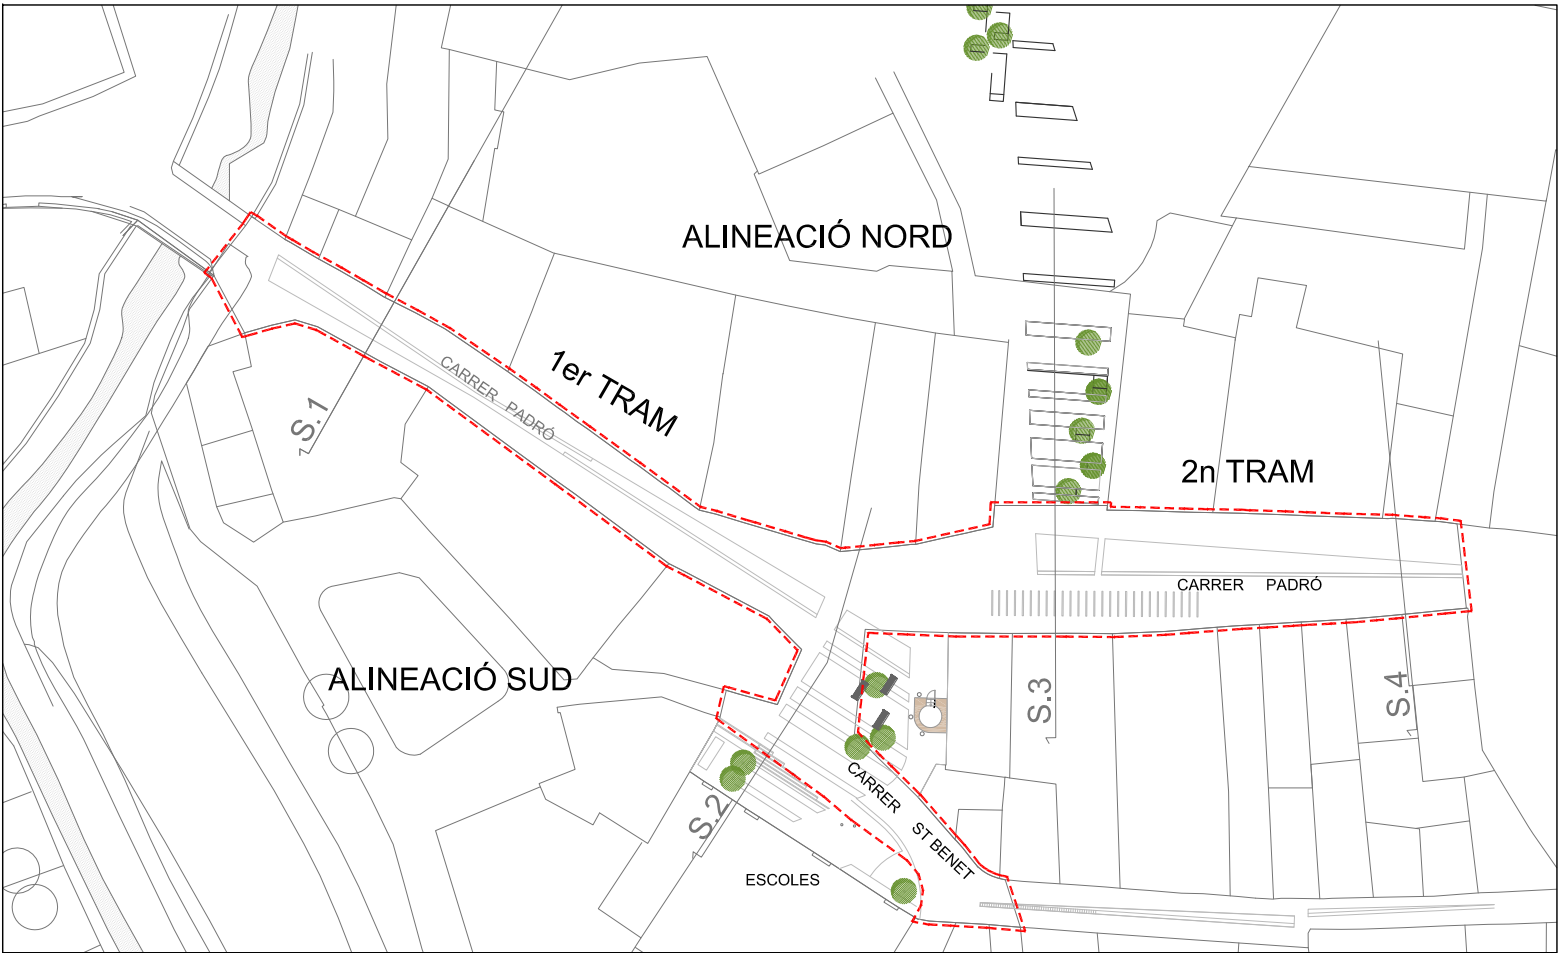 ALINEACIÓ NORD
1er TRAM
CARRER PADRÓ
S.1
2n TRAM
CARRER PADRÓ
ALINEACIÓ SUD
S.3
S.4
CARRER ST BENET
S.2
ESCOLES